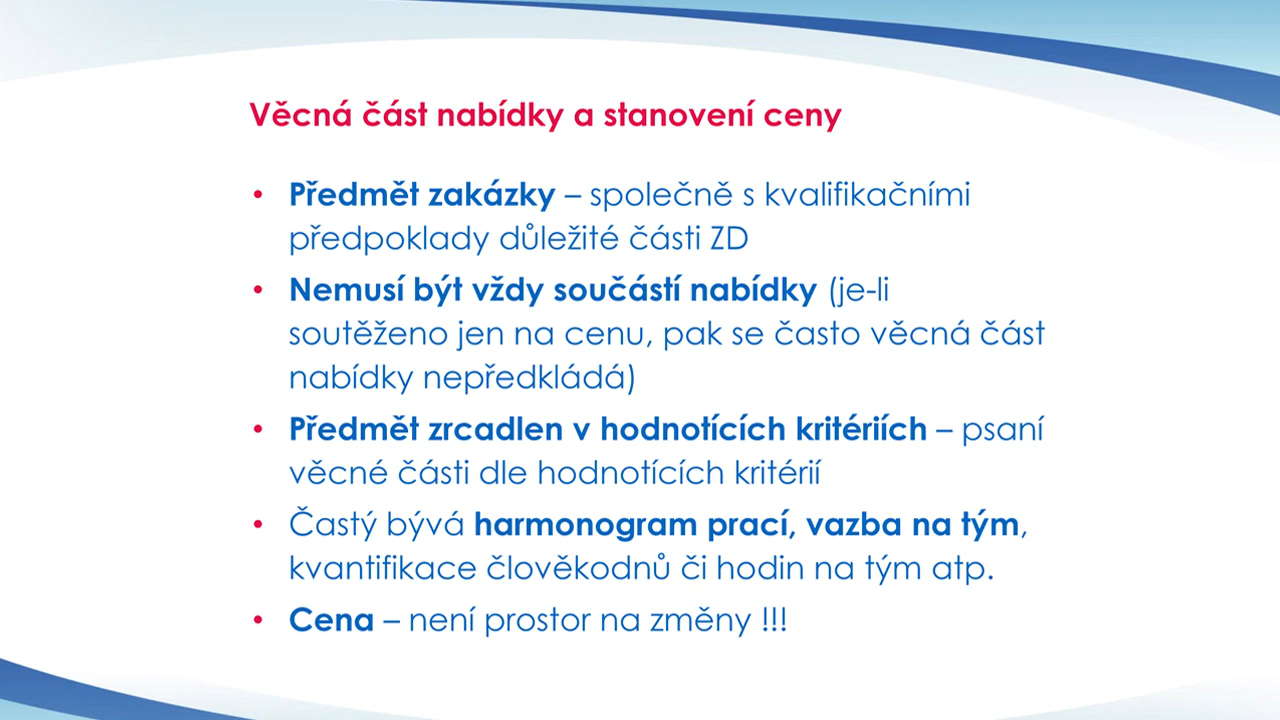 Věcná část nabídky a stanovení ceny
• Předmět zakázky – společně s kvalifikačními
předpoklady důležité části ZD
• Nemusí být vždy součástí nabídky (je-li
soutěženo jen na cenu, pak se často věcná část
nabídky nepředkládá)
• Předmět zrcadlen v hodnotících kritériích – psaní
věcné části dle hodnotících kritérií
• Častý bývá harmonogram prací, vazba na tým,
kvantifikace člověkodnů či hodin na tým atp.
• Cena – není prostor na změny !!!